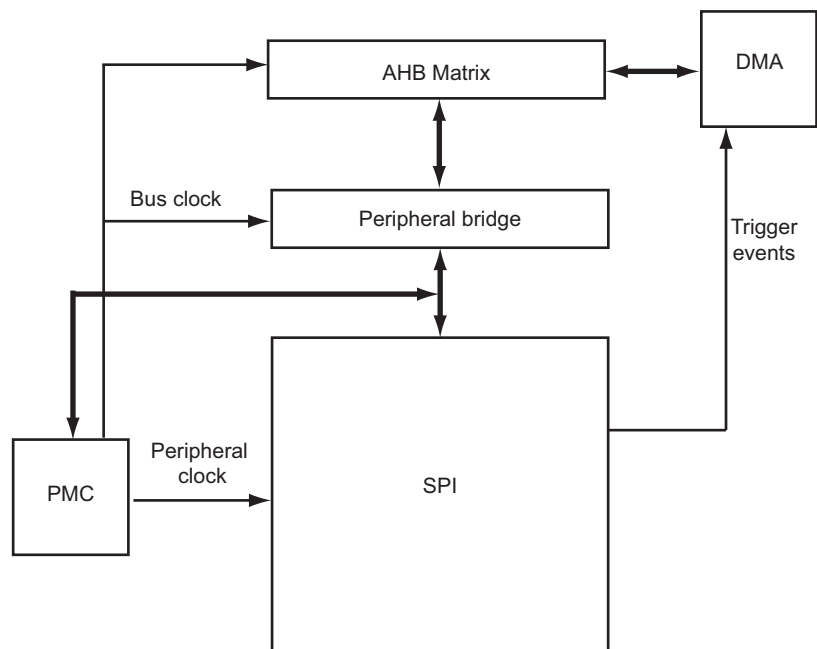 AHB Matrix
DMA
Bus clock
Peripheral bridge
Trigger
events
Peripheral
clock
PMC
SPI